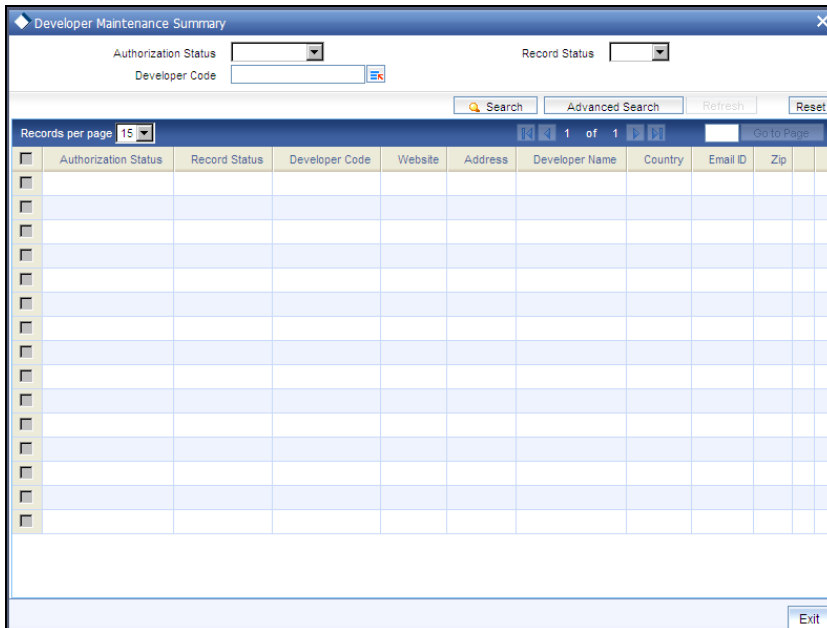 Developer Maintenance Summary
Authorization Status Record Status
Developer Code
Search Advanced Search Refresh Reset
Records per page 15 1 of 1 Go to Page
Authorization Status Record Status Developer Code Website Address Developer Name Country Email ID Zip
Exit